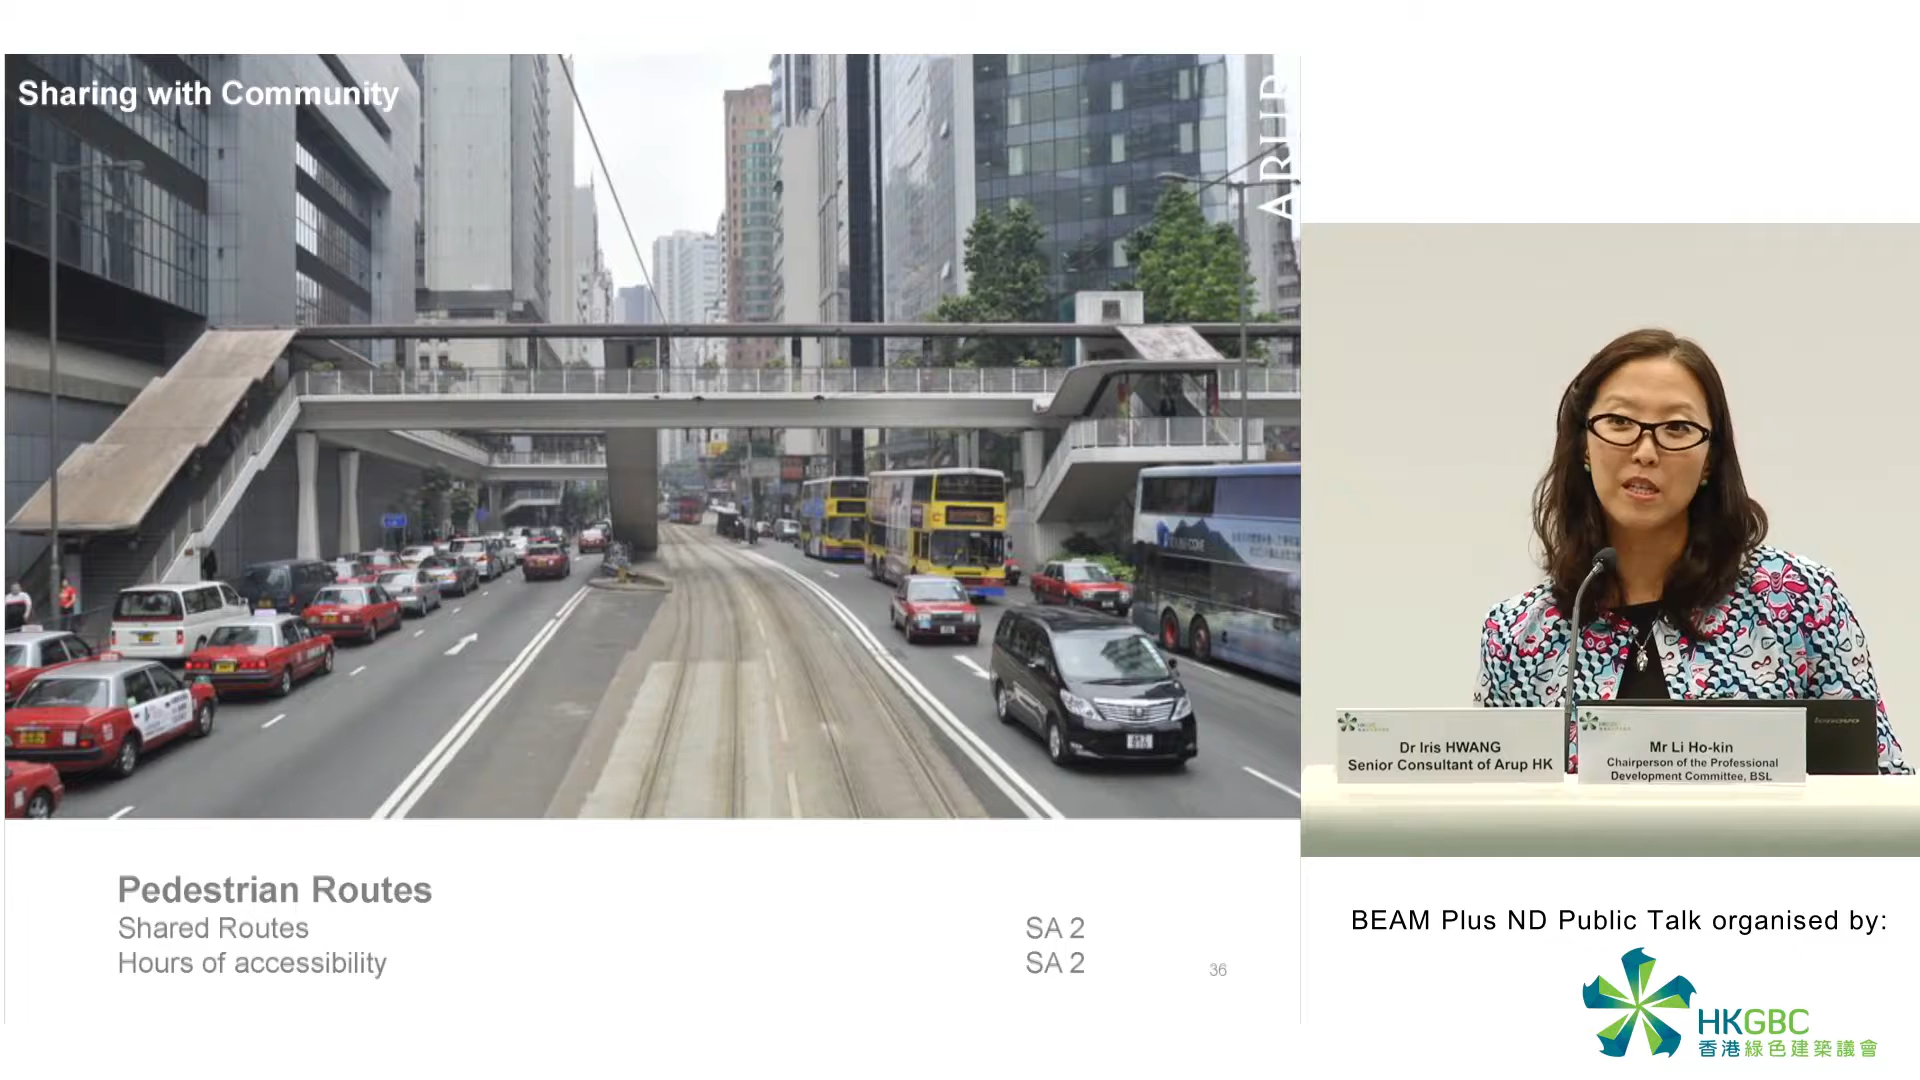 Sharing with Community
ARUP
Pedestrian Routes
Shared Routes SA 2
Hours of accessibility SA 2
36
HKGBC
Dr Iris HWANG
Senior Consultant of Arup HK
HKGBC
Mr Li Ho-kin
Chairperson of the Professional
Development Committee, BSL
BEAM Plus ND Public Talk organised by:
HKGBC
香港綠色建築議會